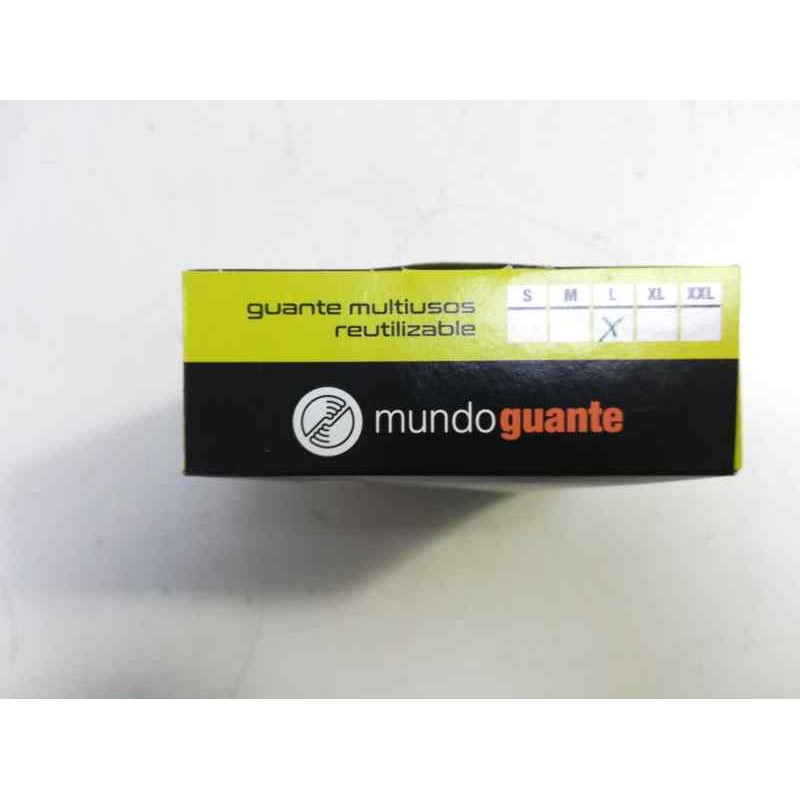 guante multiusos
reutilizable
S M L XL XXL
X
mundoguante